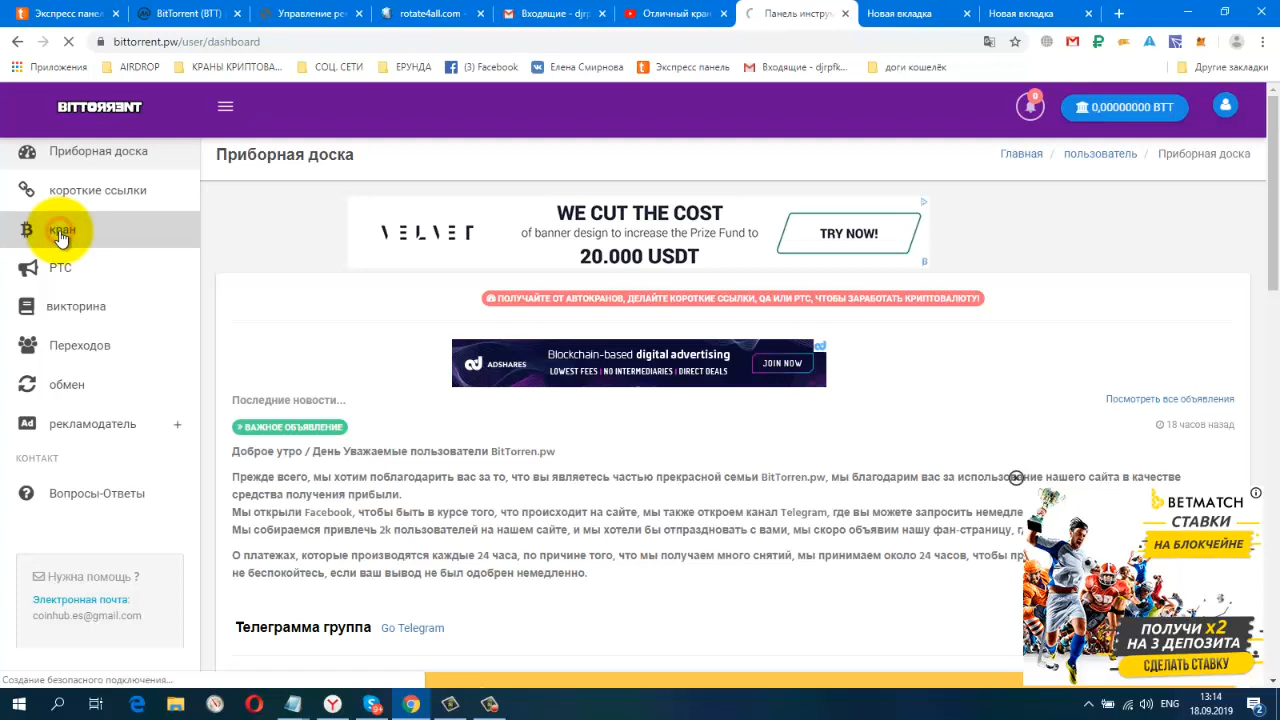 t.com - Экспресс
BitTorrent (BTT)
Управление ре
rotate4all.com -
Входящие - djrp
Отличный кран
Панель инстру
Новая вкладка
Новая вкладка
bittorrent.pw/user/dashboard
Приложения
AIRDROP
КРАНЫ КРИПТОВА...
СОЦ. СЕТИ
ЕРУНДА
(3) Facebook
Елена Смирнова
Экспресс панель
Входящие - djrpfk...
доги кошелёк
Другие закладки
BITTORRENT
0
0,00000000 BTT
Приборная доска
короткие ссылки
кран
PTC
викторина
Переходов
обмен
рекламодатель +
КОНТАКТ
Вопросы-Ответы
Нужна помощь ?
Электронная почта:
coinhub.es@gmail.com
Приборная доска
Главная / пользователь / Приборная доска
VELVET
WE CUT THE COST
of banner design to increase the Prize Fund to
20.000 USDT
TRY NOW!
ПОЛУЧАЙТЕ ОТ АВТОКРАНОВ, ДЕЛАЙТЕ КОРОТКИЕ ССЫЛКИ, QA ИЛИ PTC, ЧТОБЫ ЗАРАБОТАТЬ КРИПТОВАЛЮТУ!
ADSHARES
Blockchain-based digital advertising
LOWEST FEES | NO INTERMEDIARIES | DIRECT DEALS
JOIN NOW
Последние новости...
Посмотреть все объявления
» ВАЖНОЕ ОБЪЯВЛЕНИЕ
18 часов назад
Доброе утро / День Уважаемые пользователи BitTorren.pw
Прежде всего, мы хотим поблагодарить вас за то, что вы являетесь частью прекрасной семьи BitTorren.pw, мы благодарим вас за использование нашего сайта в качестве
средства получения прибыли.
Мы открыли Facebook, чтобы быть в курсе того, что происходит на сайте, мы также откроем канал Telegram, где вы можете запросить немедле
Мы собираемся привлечь 2k пользователей на нашем сайте, и мы хотели бы отпраздновать с вами, мы скоро объявим нашу фан-страницу,
О платежах, которые производятся каждые 24 часа, по причине того, что мы получаем много снятий, мы принимаем около 24 часов, чтобы пр
не беспокойтесь, если ваш вывод не был одобрен немедленно.
Телеграмма группа Go Telegram
BETMATCH
СТАВКИ
НА БЛОКЧЕЙНЕ
ПОЛУЧИ X2
НА 3 ДЕПОЗИТА
СДЕЛАТЬ СТАВКУ
Создание безопасного подключения...
ENG
13:14
18.09.2019